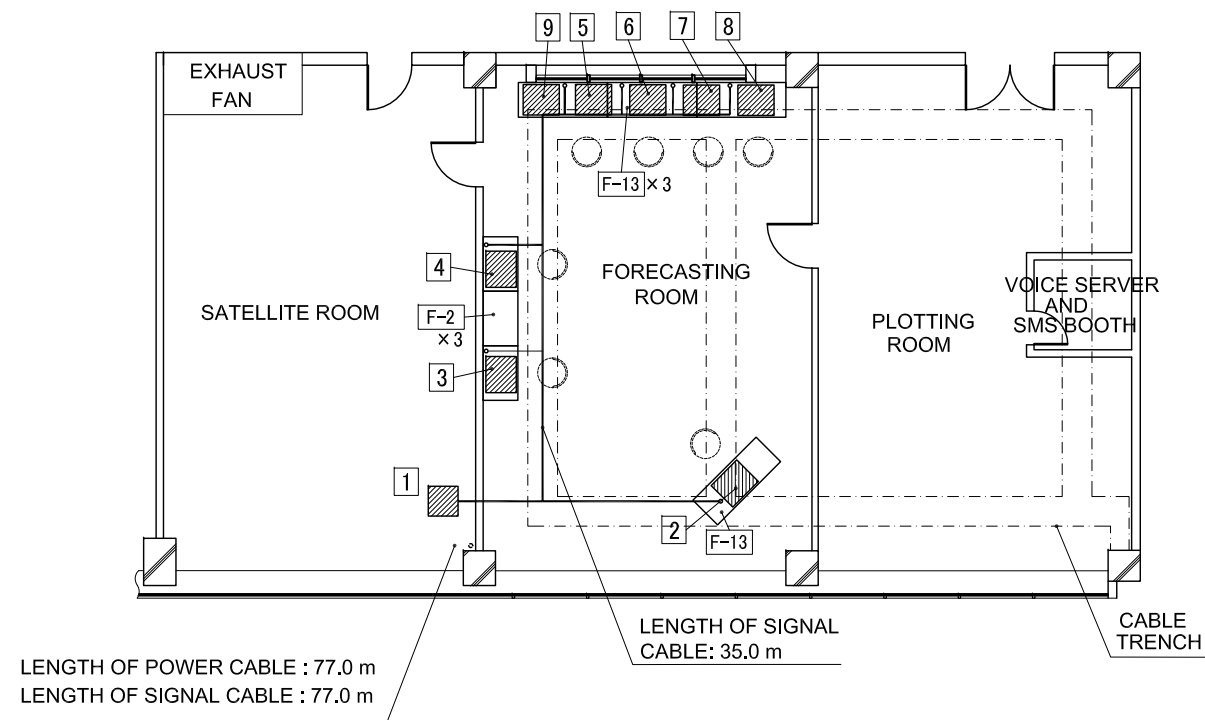 9 5 6 7 8
EXHAUST
FAN
F-13 ×3
4
FORECASTING
ROOM
VOICE SERVER
AND
SMS BOOTH
SATELLITE ROOM
F-2
×3
PLOTTING
ROOM
3
1
2
F-13
LENGTH OF SIGNAL
CABLE: 35.0 m
CABLE
TRENCH
LENGTH OF POWER CABLE : 77.0 m
LENGTH OF SIGNAL CABLE : 77.0 m